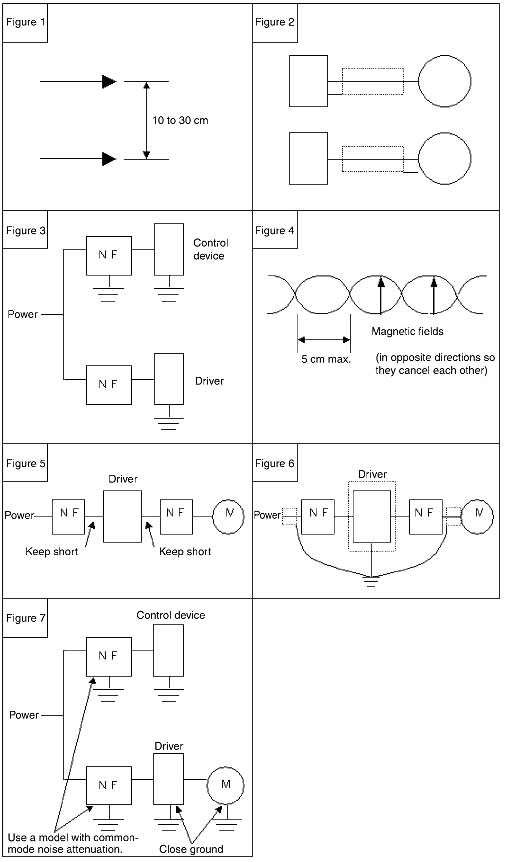 Figure 1
10 to 30 cm
Figure 2
Figure 3
N F
Control
device
Power
N F
Driver
Figure 4
Magnetic fields
5 cm max.
(in opposite directions so
they cancel each other)
Figure 5
Driver
Power
N F
N F
M
Keep short
Keep short
Figure 6
Driver
Power
N F
N F
M
Figure 7
Control device
N F
Power
Driver
N F
M
Use a model with common-
mode noise attenuation.
Close ground